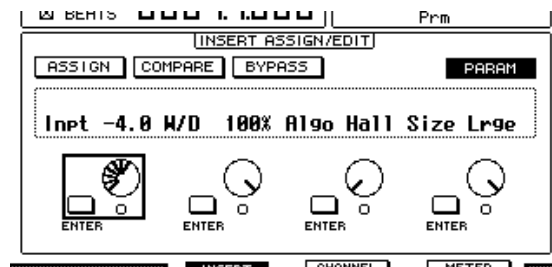 BEATS
Prm
INSERT ASSIGN/EDIT
ASSIGN COMPARE BYPASS PARAM
Inpt -4.0 W/D 100% Algo Hall Size Lrge
ENTER ENTER ENTER ENTER
INSERT CHANNEL METER